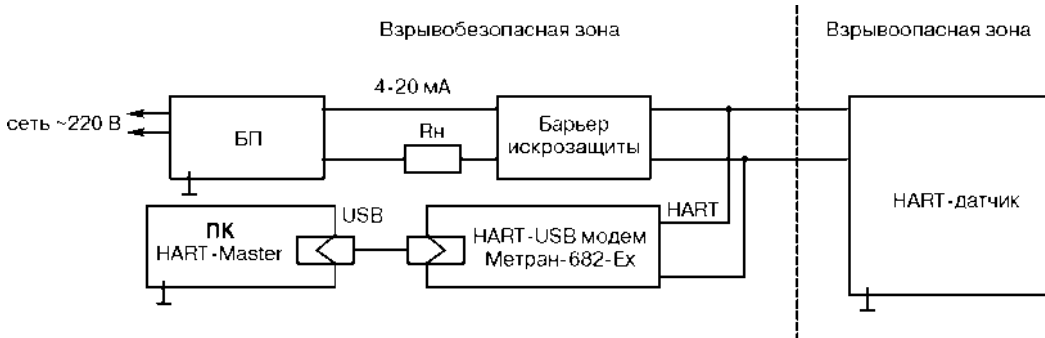 Взрывобезопасная зона
Взрывоопасная зона
4-20 мА
сеть ~220 В
БП
Rн
Барьер
искрозащиты
HART-датчик
USB
HART
ПК
HART-Master
HART-USB модем
Метран-682-Ех